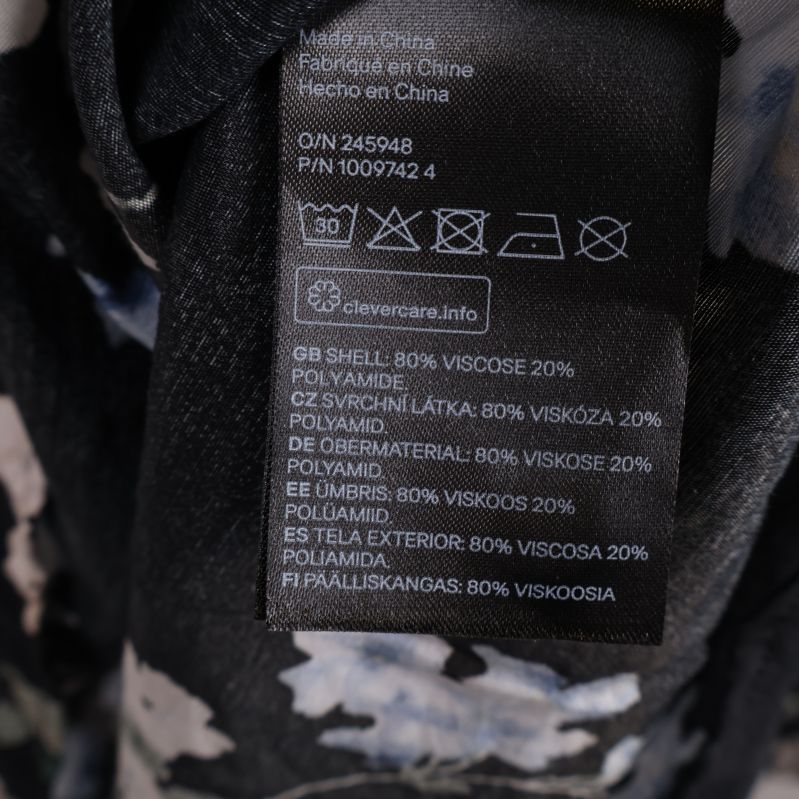 Made in China
Fabriqué en Chine
Hecho en China
O/N 245948
P/N 1009742 4
30
clevercare.info
GB SHELL: 80% VISCOSE 20%
POLYAMIDE.
CZ SVRCHNÍ LÁTKA: 80% VISKÓZA 20%
POLYAMID.
DE OBERMATERIAL: 80% VISKOSE 20%
POLYAMID.
EE ÜMBRIS: 80% VISKOOS 20%
POLÜAMIID.
ES TELA EXTERIOR: 80% VISCOSA 20%
POLIAMIDA.
FI PÄÄLLISKANGAS: 80% VISKOOSIA